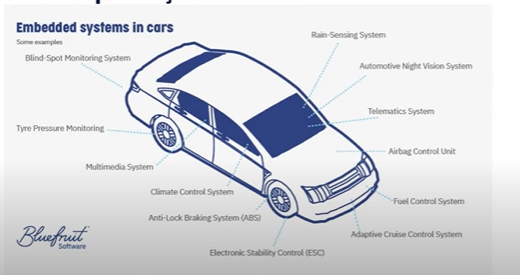 Embedded systems in cars
Some examples
Rain-Sensing System
Blind-Spot Monitoring System
Automotive Night Vision System
Telematics System
Tyre Pressure Monitoring
Airbag Control Unit
Multimedia System
Climate Control System
Fuel Control System
Anti-Lock Braking System (ABS)
Adaptive Cruise Control System
Electronic Stability Control (ESC)
Bluefruit
Software